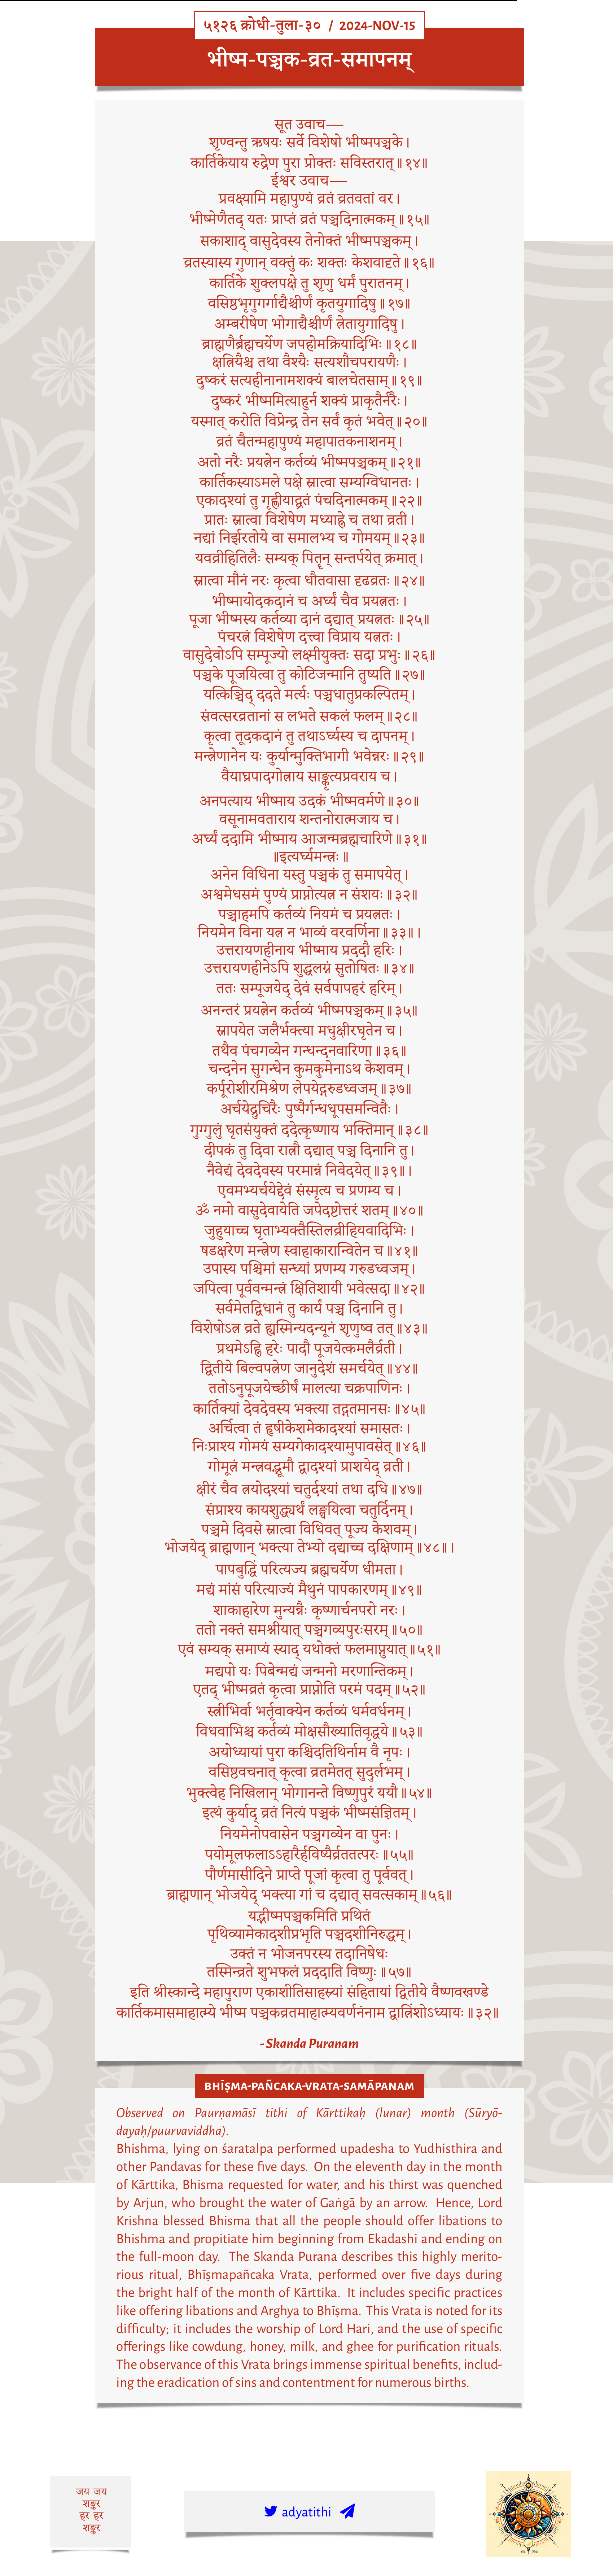 ५१२६ क्रोधी-तुला-३० / 2024-NOV-15
भीष्म-पञ्चक-व्रत-समापनम्
सूत उवाच—
शृण्वन्तु ऋषयः सर्वे विशेषो भीष्मपञ्चके।
कार्तिकेयाय रुद्रेण पुरा प्रोक्तः सविस्तरात्॥१४॥
ईश्वर उवाच—
प्रवक्ष्यामि महापुण्यं व्रतं व्रतवतां वर।
भीष्मेणैतद् यतः प्राप्तं व्रतं पञ्चदिनात्मकम्॥१५॥
सकाशाद् वासुदेवस्य तेनोक्तं भीष्मपञ्चकम्।
व्रतस्यास्य गुणान् वक्तुं कः शक्तः केशवादृते॥१६॥
कार्तिके शुक्लपक्षे तु शृणु धर्मं पुरातनम्।
वसिष्ठभृगुगर्गाद्यैश्चीर्णं कृतयुगादिषु॥१७॥
अम्बरीषेण भोगाद्यैश्चीर्णं त्रेतायुगादिषु।
ब्राह्मणैर्ब्रह्मचर्येण जपहोमक्रियादिभिः॥१८॥
क्षत्रियैश्च तथा वैश्यैः सत्यशौचपरायणैः।
दुष्करं सत्यहीनानामशक्यं बालचेतसाम्॥१९॥
दुष्करं भीष्ममित्याहुर्न शक्यं प्राकृतैर्नरैः।
यस्मात् करोति विप्रेन्द्र तेन सर्वं कृतं भवेत्॥२०॥
व्रतं चैतन्महापुण्यं महापातकनाशनम्।
अतो नरैः प्रयत्नेन कर्तव्यं भीष्मपञ्चकम्॥२१॥
कार्तिकस्याऽमले पक्षे स्नात्वा सम्यग्विधानतः।
एकादश्यां तु गृह्णीयाद्व्रतं पंचदिनात्मकम्॥२२॥
प्रातः स्नात्वा विशेषेण मध्याह्ने च तथा व्रती।
नद्यां निर्झरतोये वा समालभ्य च गोमयम्॥२३॥
यवव्रीहितिलैः सम्यक् पितॄन् सन्तर्पयेत् क्रमात्।
स्नात्वा मौनं नरः कृत्वा धौतवासा दृढव्रतः॥२४॥
भीष्मायोदकदानं च अर्घ्यं चैव प्रयत्नतः।
पूजा भीष्मस्य कर्तव्या दानं दद्यात् प्रयत्नतः॥२५॥
पंचरत्नं विशेषेण दत्त्वा विप्राय यत्नतः।
वासुदेवोऽपि सम्पूज्यो लक्ष्मीयुक्तः सदा प्रभुः॥२६॥
पञ्चके पूजयित्वा तु कोटिजन्मानि तुष्यति॥२७॥
यत्किञ्चिद् ददते मर्त्यः पञ्चधातुप्रकल्पितम्।
संवत्सरव्रतानां स लभते सकलं फलम्॥२८॥
कृत्वा तूदकदानं तु तथाऽर्घ्यस्य च दापनम्।
मन्त्रेणानेन यः कुर्यान्मुक्तिभागी भवेन्नरः॥२९॥
वैयाघ्रपादगोत्राय साङ्कृत्यप्रवराय च।
अनपत्याय भीष्माय उदकं भीष्मवर्मणे॥३०॥
वसूनामवताराय शन्तनोरात्मजाय च।
अर्घ्यं ददामि भीष्माय आजन्मब्रह्मचारिणे॥३१॥
॥इत्यर्घ्यमन्त्रः॥
अनेन विधिना यस्तु पञ्चकं तु समापयेत्।
अश्वमेधसमं पुण्यं प्राप्नोत्यत्र न संशयः॥३२॥
पञ्चाहमपि कर्तव्यं नियमं च प्रयत्नतः।
नियमेन विना यत्र न भाव्यं वरवर्णिना॥३३॥।
उत्तरायणहीनाय भीष्माय प्रददौ हरिः।
उत्तरायणहीनेऽपि शुद्धलग्नं सुतोषितः॥३४॥
ततः सम्पूजयेद् देवं सर्वपापहरं हरिम्।
अनन्तरं प्रयत्नेन कर्तव्यं भीष्मपञ्चकम्॥३५॥
स्नापयेत जलैर्भक्त्या मधुक्षीरघृतेन च।
तथैव पंचगव्येन गन्धन्दनवारिणा॥३६॥
चन्दनेन सुगन्धेन कुमकुमेनाऽथ केशवम्।
कर्पूरोशीरमिश्रेण लेपयेद्गरुडध्वजम्॥३७॥
अर्चयेद्रुचिरैः पुष्पैर्गन्धधूपसमन्वितैः।
गुग्गुलुं घृतसंयुक्तं ददेत्कृष्णाय भक्तिमान्॥३८॥
दीपकं तु दिवा रात्रौ दद्यात् पञ्च दिनानि तु।
नैवेद्यं देवदेवस्य परमान्नं निवेदयेत्॥३९॥।
एवमभ्यर्चयेद्देवं संस्मृत्य च प्रणम्य च।
ॐ नमो वासुदेवायेति जपेदष्टोत्तरं शतम्॥४०॥
जुहुयाच्च घृताभ्यक्तैस्तिलव्रीहियवादिभिः।
षडक्षरेण मन्त्रेण स्वाहाकारान्वितेन च॥४१॥
उपास्य पश्चिमां सन्ध्यां प्रणम्य गरुडध्वजम्।
जपित्वा पूर्ववन्मन्त्रं क्षितिशायी भवेत्सदा॥४२॥
सर्वमेतद्विधानं तु कार्यं पञ्च दिनानि तु।
विशेषोऽत्र व्रते ह्यस्मिन्यदन्यूनं शृणुष्व तत्॥४३॥
प्रथमेऽह्नि हरेः पादौ पूजयेत्कमलैर्व्रती।
द्वितीये बिल्वपत्रेण जानुदेशं समर्चयेत्॥४४॥
ततोऽनुपूजयेच्छीर्षं मालत्या चक्रपाणिनः।
कार्तिक्यां देवदेवस्य भक्त्या तद्गतमानसः॥४५॥
अर्चित्वा तं हृषीकेशमेकादश्यां समासतः।
निःप्राश्य गोमयं सम्यगेकादश्यामुपावसेत्॥४६॥
गोमूत्रं मन्त्रवद्भूमौ द्वादश्यां प्राशयेद् व्रती।
क्षीरं चैव त्रयोदश्यां चतुर्दश्यां तथा दधि॥४७॥
संप्राश्य कायशुद्ध्यर्थं लङ्घयित्वा चतुर्दिनम्।
पञ्चमे दिवसे स्नात्वा विधिवत् पूज्य केशवम्।
भोजयेद् ब्राह्मणान् भक्त्या तेभ्यो दद्याच्च दक्षिणाम्॥४८॥।
पापबुद्धिं परित्यज्य ब्रह्मचर्येण धीमता।
मद्यं मांसं परित्याज्यं मैथुनं पापकारणम्॥४९॥
शाकाहारेण मुन्यन्नैः कृष्णार्चनपरो नरः।
ततो नक्तं समश्नीयात् पञ्चगव्यपुरःसरम्॥५०॥
एवं सम्यक् समाप्यं स्याद् यथोक्तं फलमाप्नुयात्॥५१॥
मद्यपो यः पिबेन्मद्यं जन्मनो मरणान्तिकम्।
एतद् भीष्मव्रतं कृत्वा प्राप्नोति परमं पदम्॥५२॥
स्त्रीभिर्वा भर्तृवाक्येन कर्तव्यं धर्मवर्धनम्।
विधवाभिश्च कर्तव्यं मोक्षसौख्यातिवृद्धये॥५३॥
अयोध्यायां पुरा कश्चिदतिथिर्नाम वै नृपः।
वसिष्ठवचनात् कृत्वा व्रतमेतत् सुदुर्लभम्।
भुक्त्वेह निखिलान् भोगानन्ते विष्णुपुरं ययौ॥५४॥
इत्थं कुर्याद् व्रतं नित्यं पञ्चकं भीष्मसंज्ञितम्।
नियमेनोपवासेन पञ्चगव्येन वा पुनः।
पयोमूलफलाऽऽहारैर्हविष्यैर्व्रततत्परः॥५५॥
पौर्णमासीदिने प्राप्ते पूजां कृत्वा तु पूर्ववत्।
ब्राह्मणान् भोजयेद् भक्त्या गां च दद्यात् सवत्सकाम्॥५६॥
यद्भीष्मपञ्चकमिति प्रथितं
पृथिव्यामेकादशीप्रभृति पञ्चदशीनिरुद्धम्।
उक्तं न भोजनपरस्य तदानिषेधः
तस्मिन्व्रते शुभफलं प्रददाति विष्णुः॥५७॥
इति श्रीस्कान्दे महापुराण एकाशीतिसाहस्र्यां संहितायां द्वितीये वैष्णवखण्डे
कार्तिकमासमाहात्म्ये भीष्म पञ्चकव्रतमाहात्म्यवर्णनंनाम द्वात्रिंशोऽध्यायः॥३२॥
- Skanda Puranam
BHĪṢMA-PAÑCAKA-VRATA-SAMĀPANAM
Observed on Paurṇamāsī tithi of Kārttikaḥ (lunar) month (Sūryō-
dayaḥ/puurvaviddha).
Bhishma, lying on śaratalpa performed upadesha to Yudhisthira and
other Pandavas for these five days. On the eleventh day in the month
of Kārttika, Bhisma requested for water, and his thirst was quenched
by Arjun, who brought the water of Gaṅgā by an arrow. Hence, Lord
Krishna blessed Bhisma that all the people should offer libations to
Bhishma and propitiate him beginning from Ekadashi and ending on
the full-moon day. The Skanda Purana describes this highly merito-
rious ritual, Bhīṣmapañcaka Vrata, performed over five days during
the bright half of the month of Kārttika. It includes specific practices
like offering libations and Arghya to Bhīṣma. This Vrata is noted for its
difficulty; it includes the worship of Lord Hari, and the use of specific
offerings like cowdung, honey, milk, and ghee for purification rituals.
The observance of this Vrata brings immense spiritual benefits, includ-
ing the eradication of sins and contentment for numerous births.
जय जय
शङ्कर
हर हर
शङ्कर
adyatithi